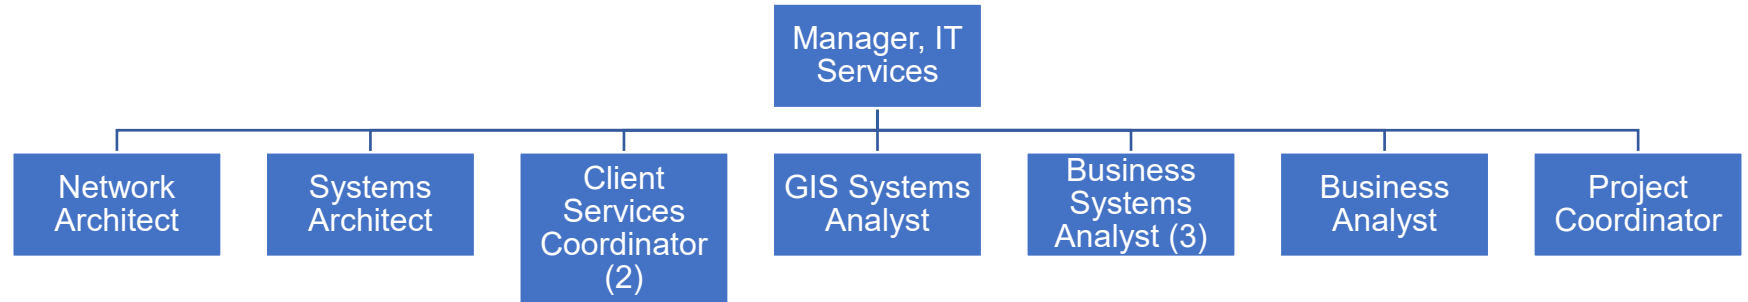 Manager, IT
Services
Network
Architect
Systems
Architect
Client
Services
Coordinator
(2)
GIS Systems
Analyst
Business
Systems
Analyst (3)
Business
Analyst
Project
Coordinator